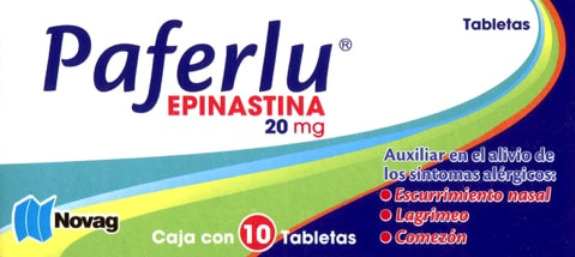 Tabletas
Paferlu®
EPINASTINA
20 mg
Auxiliar en el alivio de
los síntomas alérgicos:
Escurrimiento nasal
Lagrimeo
Comezón
Novag
Caja con 10 Tabletas